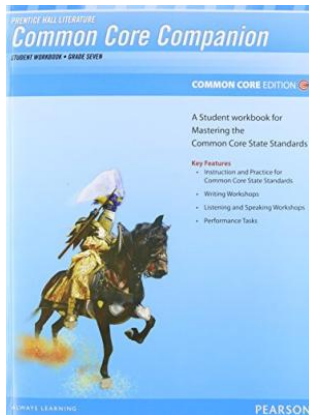 PRENTICE HALL LITERATURE
Common Core Companion
STUDENT WORKBOOK • GRADE SEVEN
COMMON CORE EDITION
A Student workbook for
Mastering the
Common Core State Standards
Key Features
• Instruction and Practice for
Common Core State Standards
• Writing Workshops
• Listening and Speaking Workshops
• Performance Tasks
ALWAYS LEARNING
PEARSON